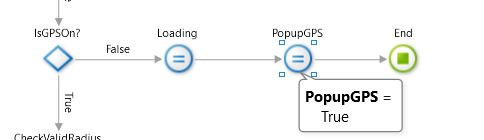 IsGPSOn?
Loading
PopupGPS
End
False
PopupGPS =
True
True
CheckValidRadius